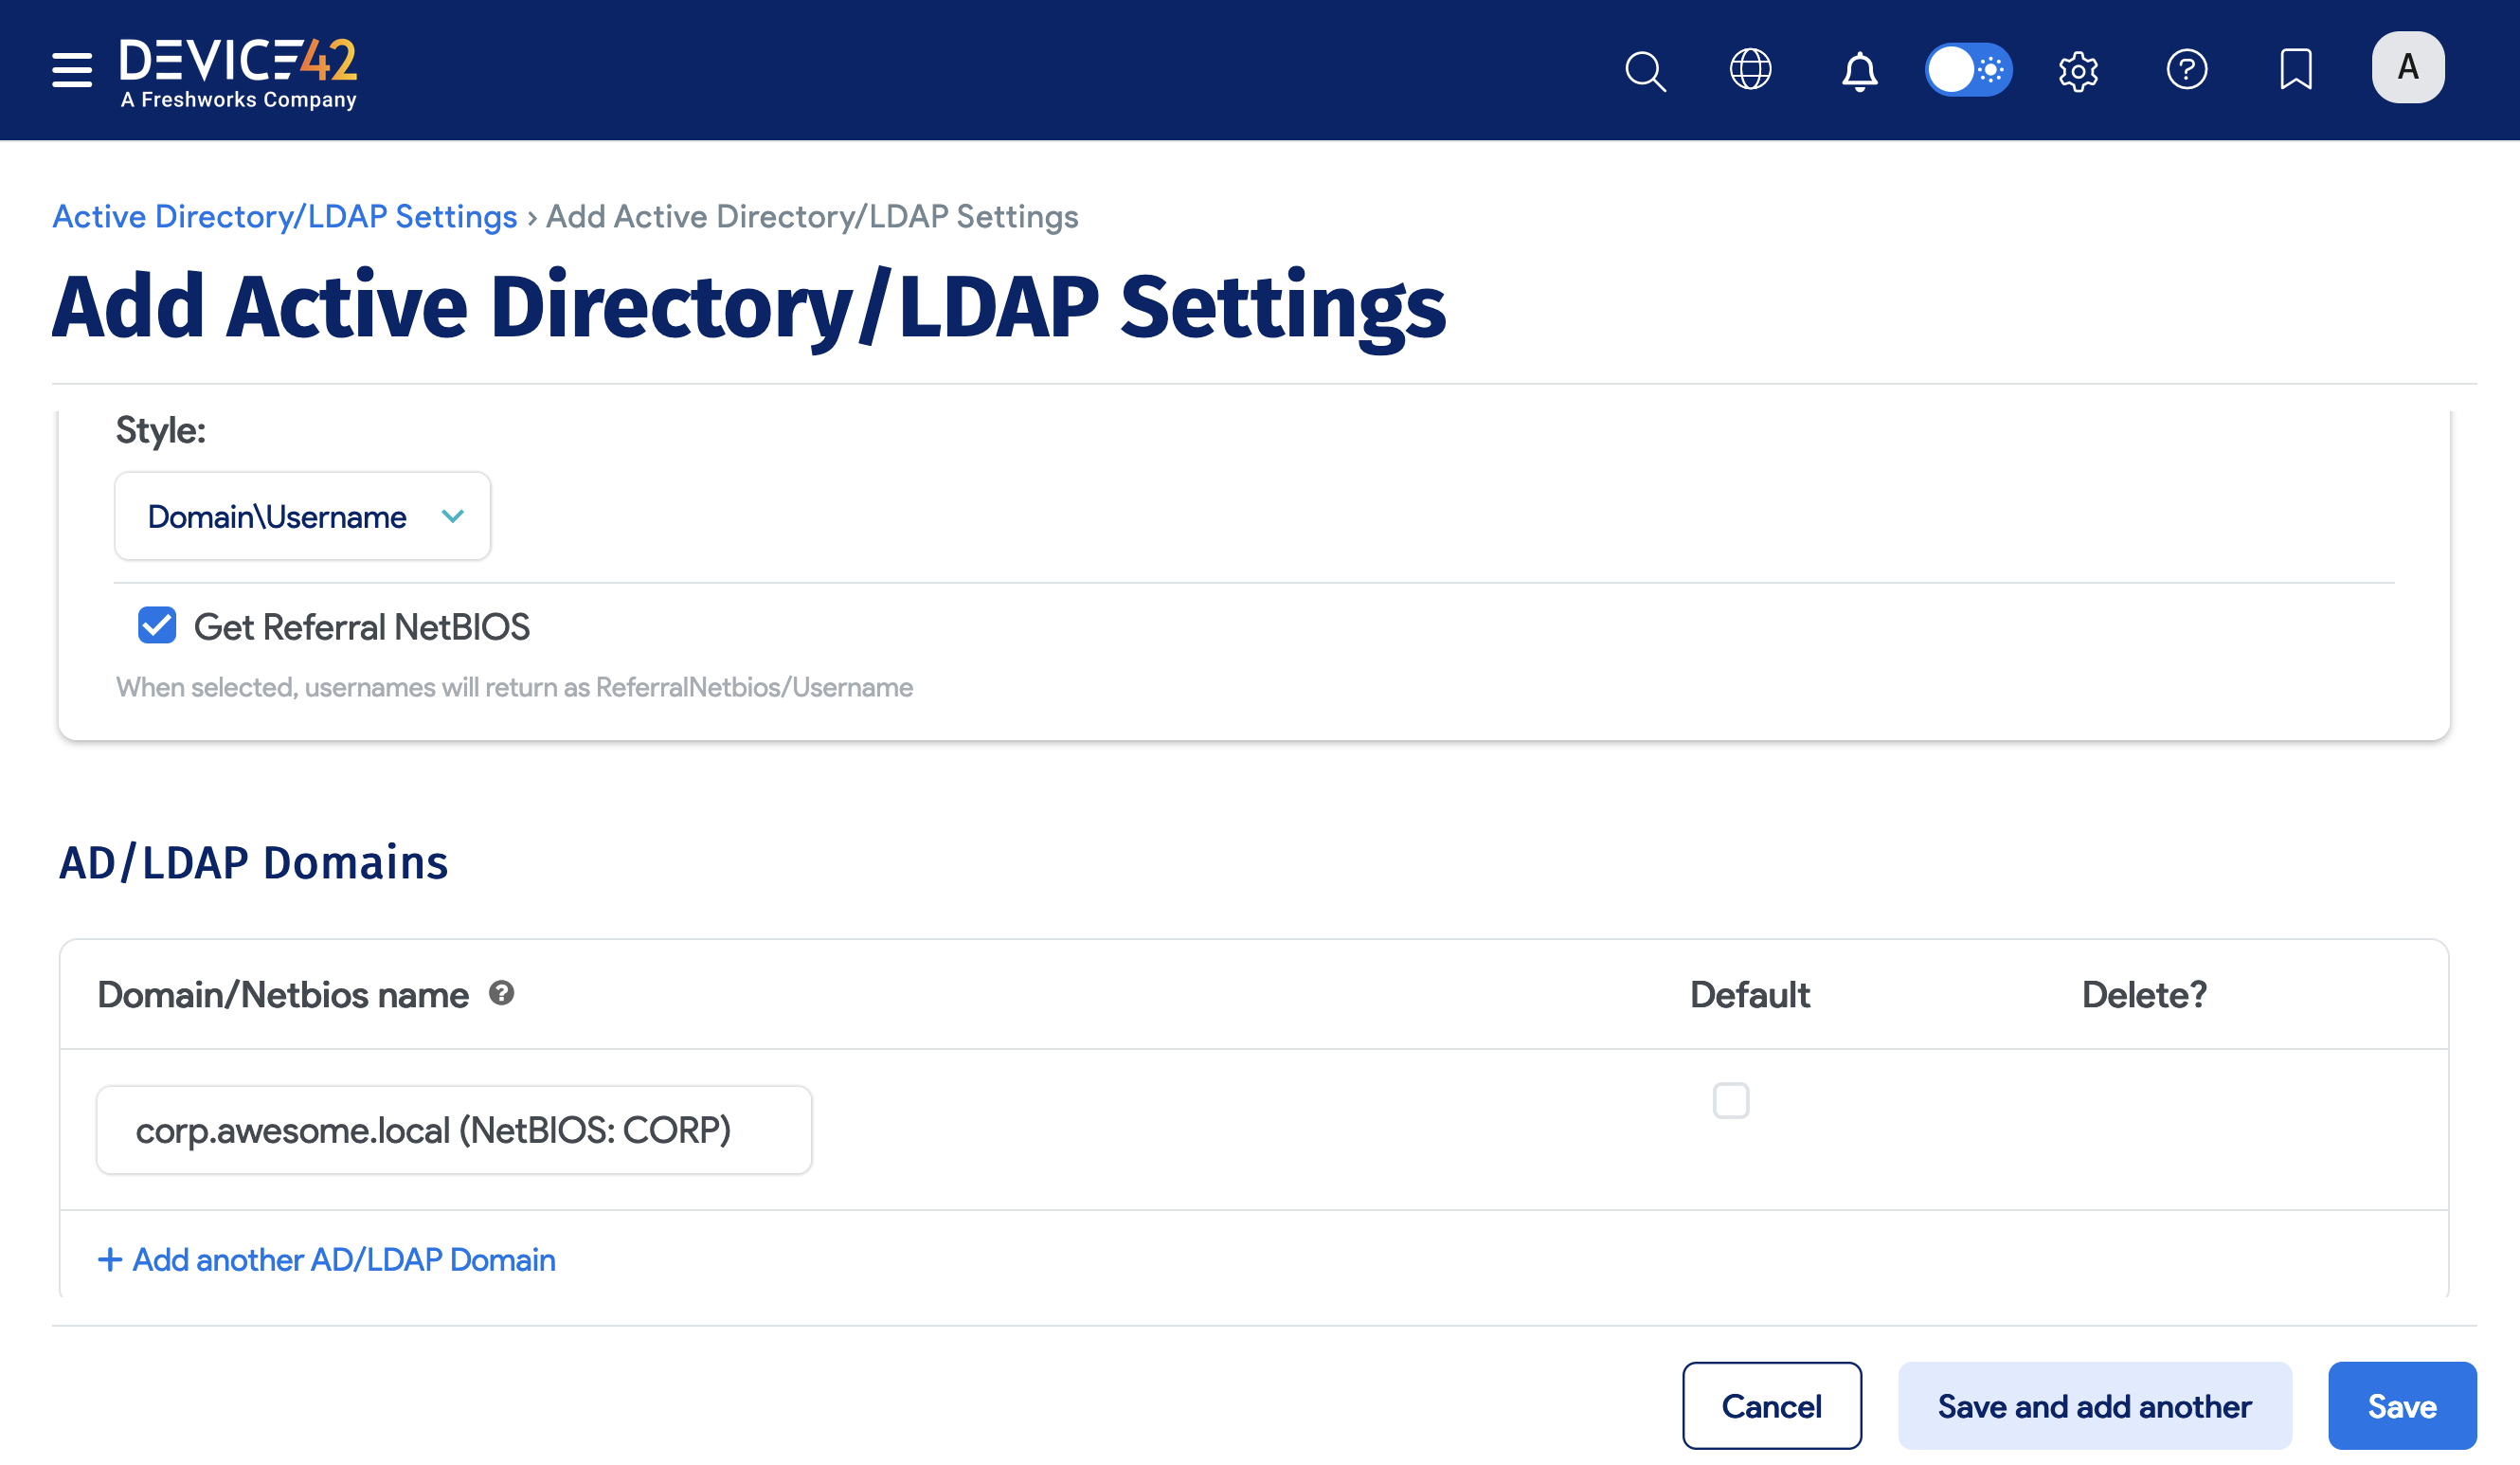 DEVICE42
A Freshworks Company
A
Active Directory/LDAP Settings › Add Active Directory/LDAP Settings
Add Active Directory/LDAP Settings
Style:
Domain\Username
Get Referral NetBIOS
When selected, usernames will return as ReferralNetbios/Username
AD/LDAP Domains
Domain/Netbios name ? Default Delete?
corp.awesome.local (NetBIOS: CORP)
+ Add another AD/LDAP Domain
Cancel Save and add another Save